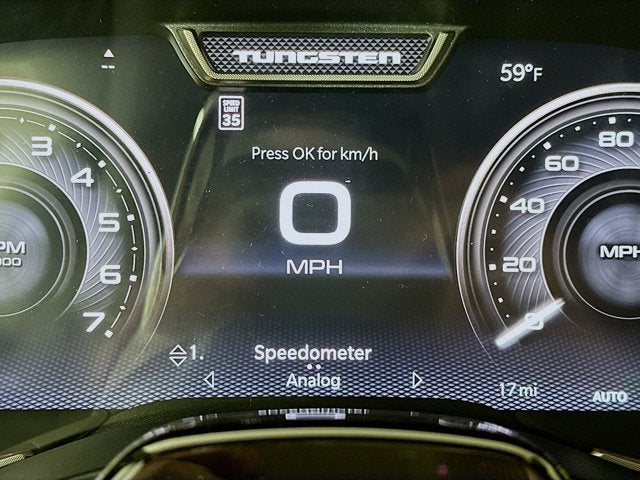 TUNGSTEN
59°F
SPEED
LIMIT
35
Press OK for km/h
0
MPH
3
4
5
6
7
80
60
40
20
0
MPH
1. Speedometer
Analog
17 mi
AUTO